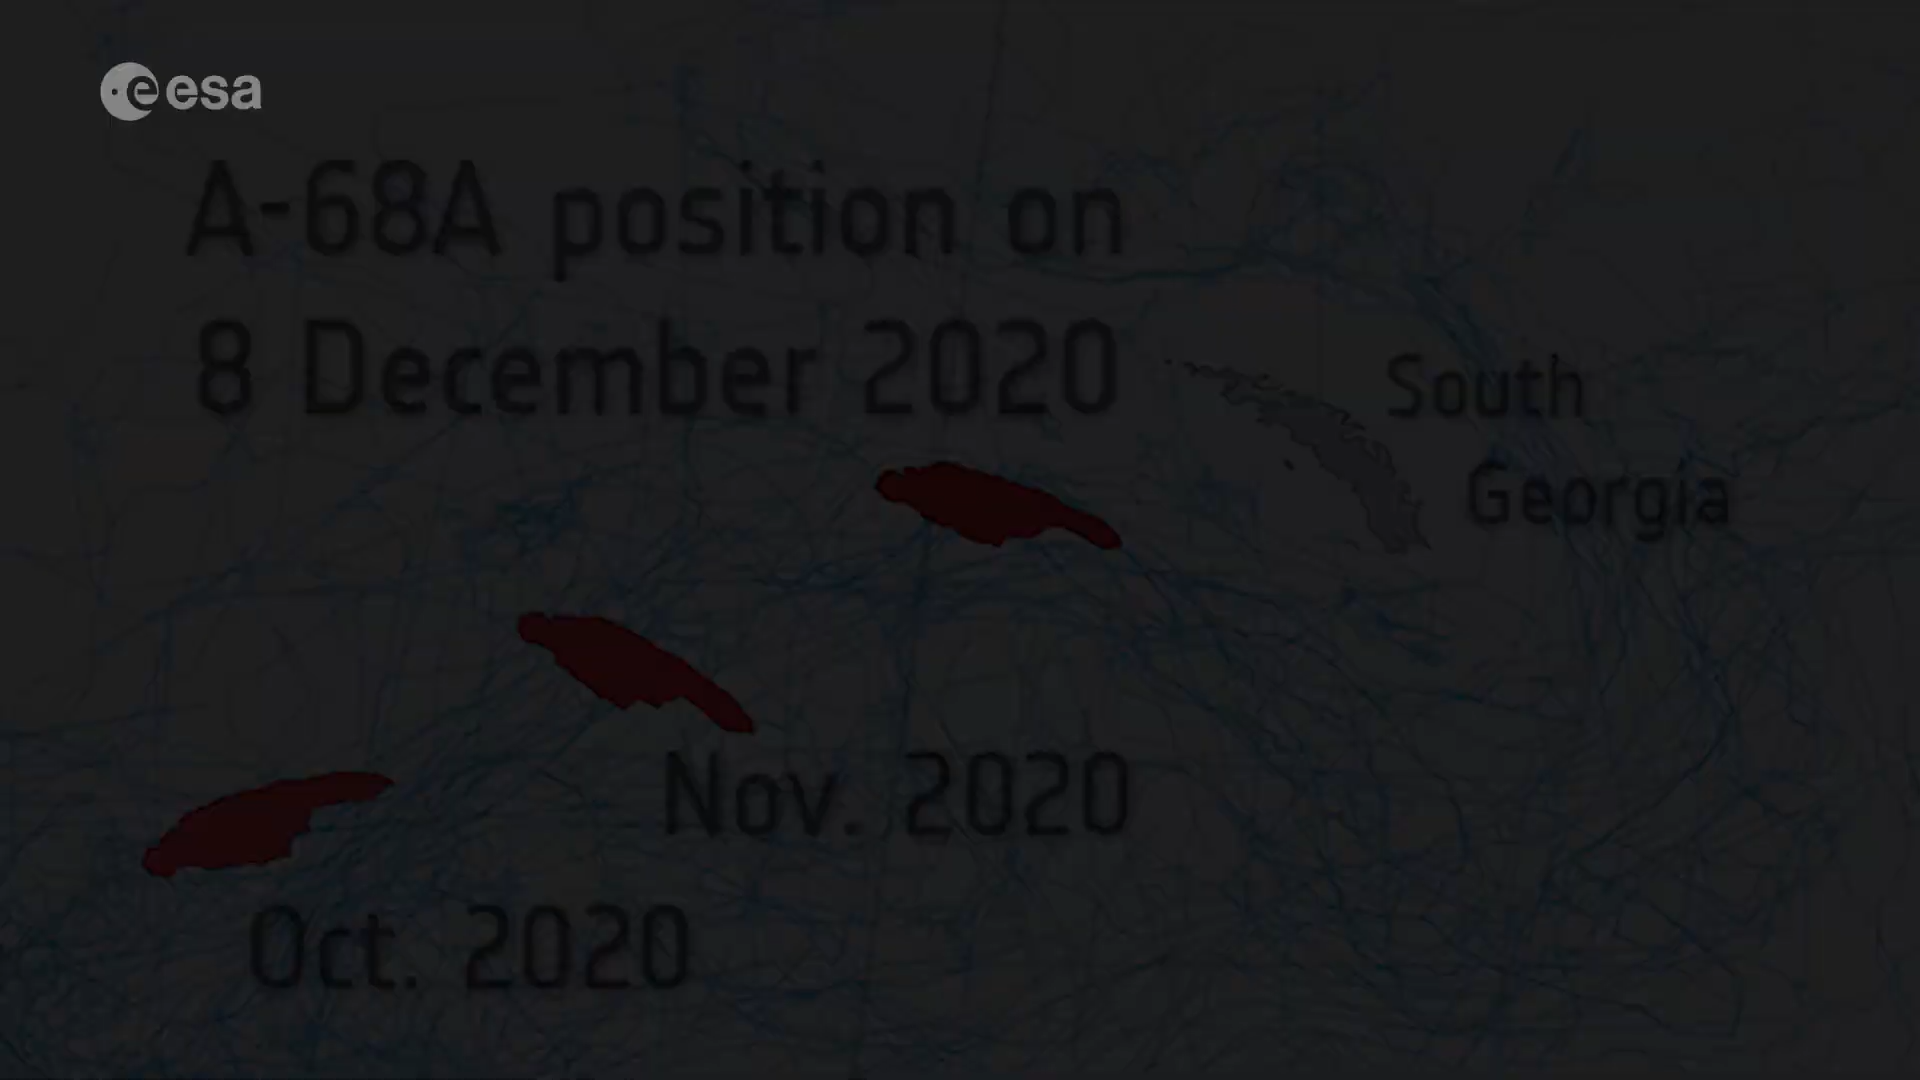 esa
A-68A position on
8 December 2020
South
Georgia
Nov. 2020
Oct. 2020